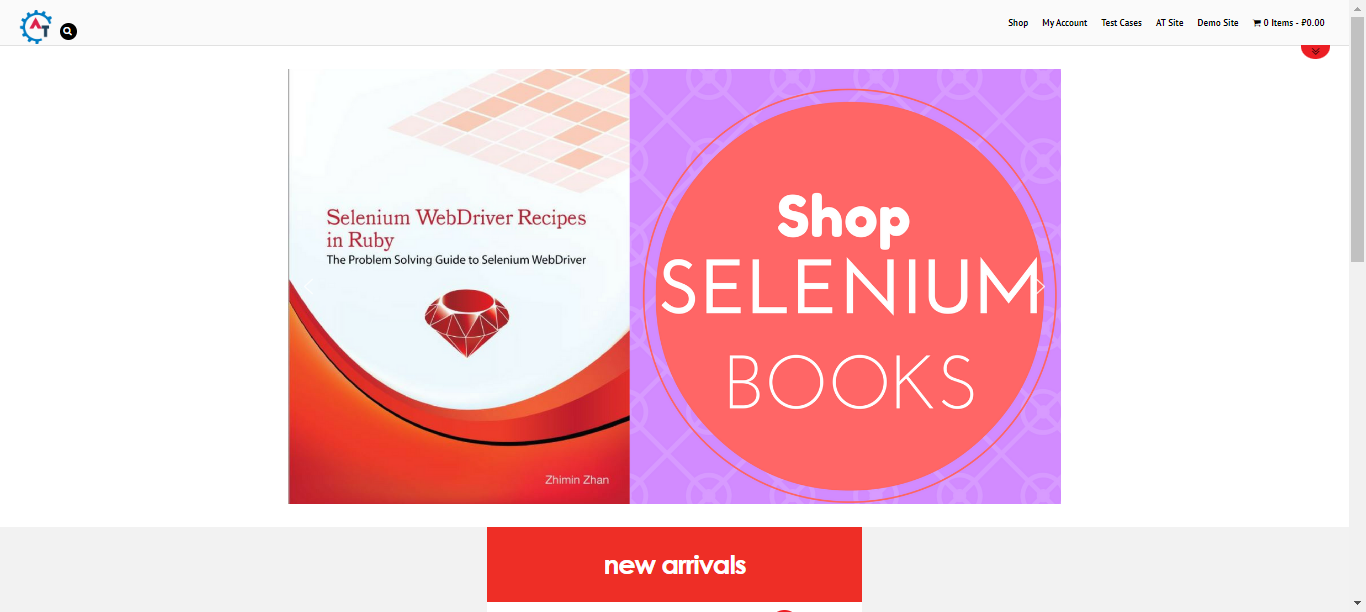 AT
Shop
My Account
Test Cases
AT Site
Demo Site
0 Items - ₽0.00
Selenium WebDriver Recipes
in Ruby
The Problem Solving Guide to Selenium WebDriver
Zhimin Zhan
Shop
SELENIUM
BOOKS
new arrivals